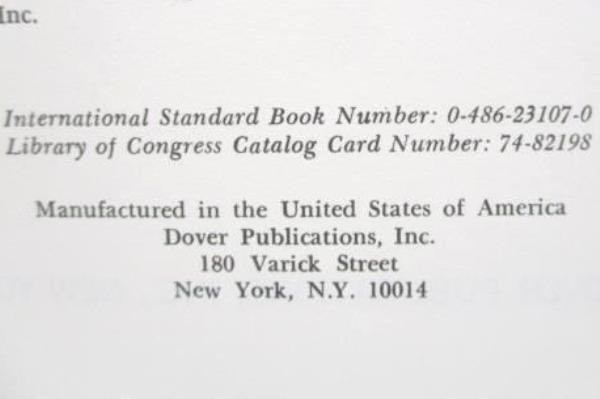 Inc.
International Standard Book Number: 0-486-23107-0
Library of Congress Catalog Card Number: 74-82198
Manufactured in the United States of America
Dover Publications, Inc.
180 Varick Street
New York, N.Y. 10014